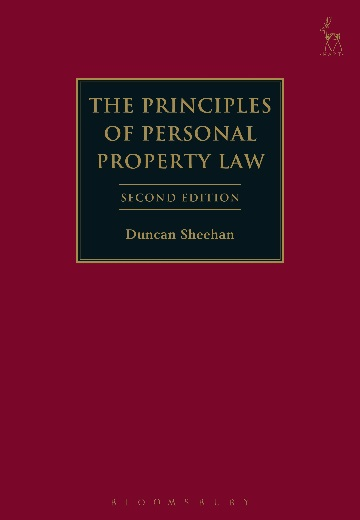 THE PRINCIPLES
OF PERSONAL
PROPERTY LAW
SECOND EDITION
Duncan Sheehan
BLOOMSBURY